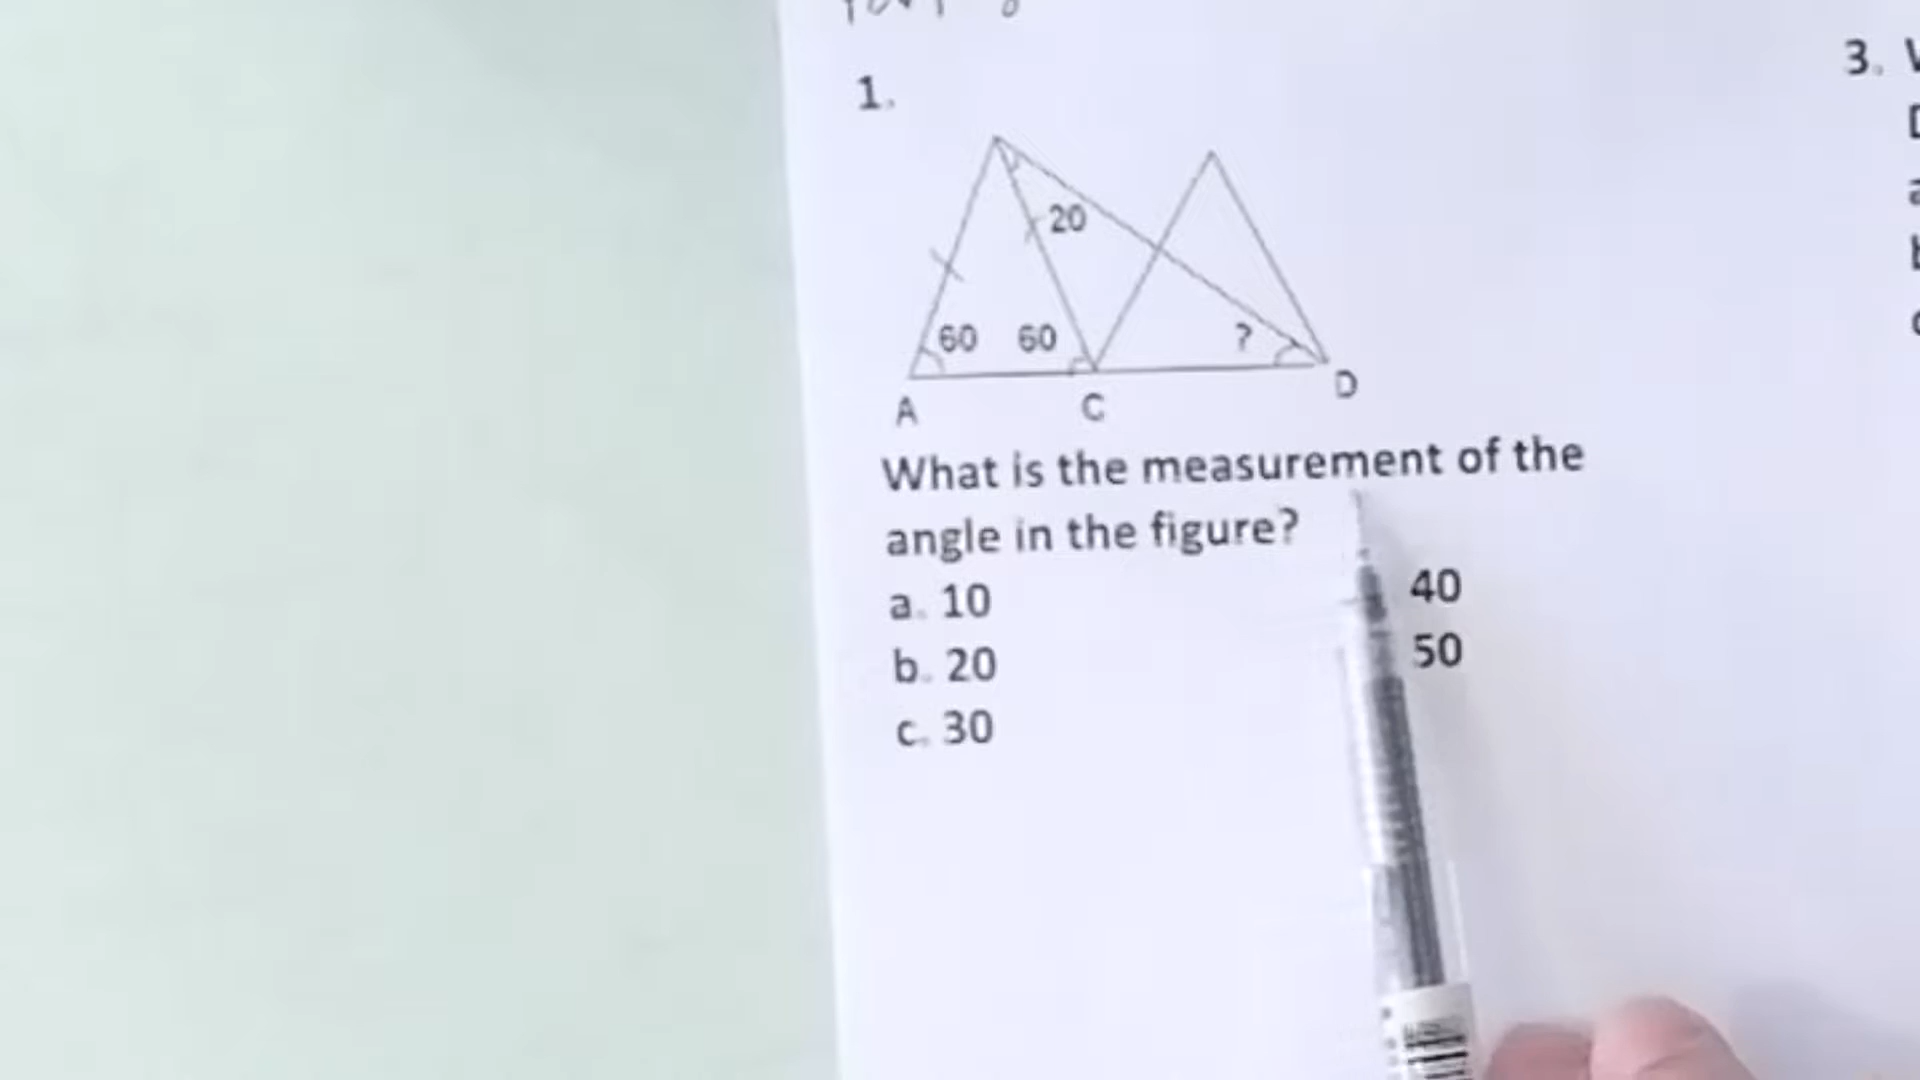 1.
20
60 60 ?
A C D
What is the measurement of the
angle in the figure?
a. 10 40
b. 20 50
c. 30
3.